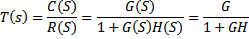 T(s) = C(S)/R(S) = G(S)/(1 + G(S)H(S)) = G/(1 + GH)